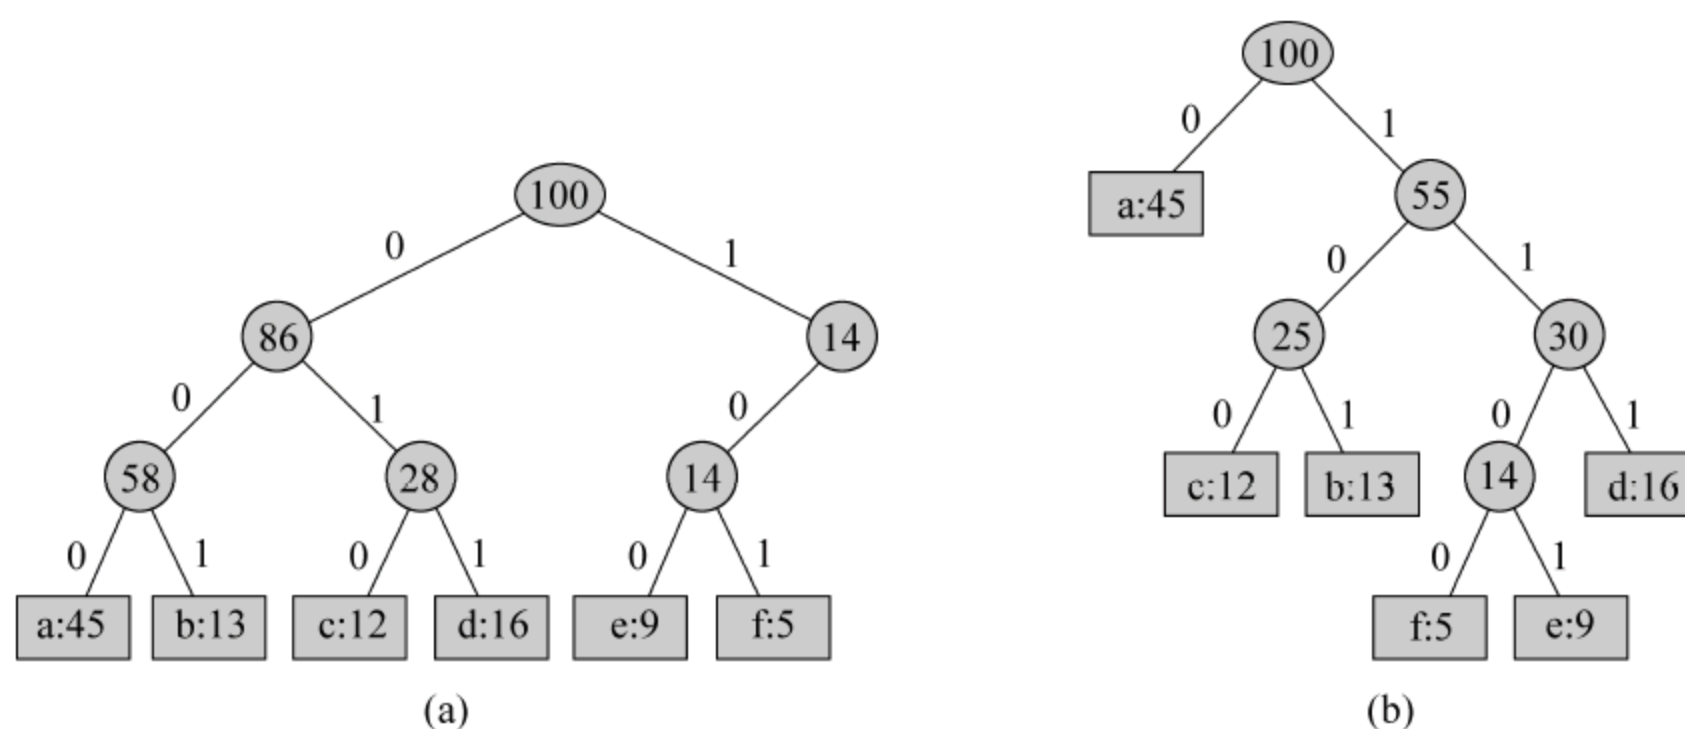 100
0 1
86 14
0 1 0
58 28 14
0 1 0 1 0 1
a:45 b:13 c:12 d:16 e:9 f:5
(a)
100
0 1
a:45 55
0 1
25 30
0 1 0 1
c:12 b:13 14 d:16
0 1
f:5 e:9
(b)